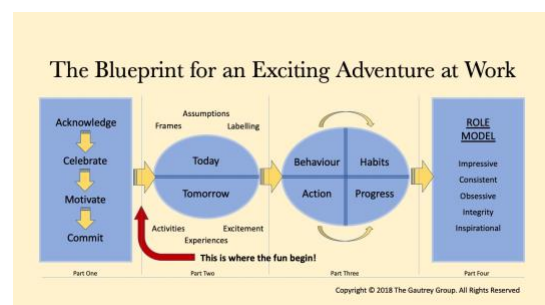 The Blueprint for an Exciting Adventure at Work
Acknowledge
Celebrate
Motivate
Commit
Assumptions
Frames
Labelling
Today
Tomorrow
Activities
Excitement
Experiences
This is where the fun begin!
Behaviour
Habits
Action
Progress
ROLE
MODEL
Impressive
Consistent
Obsessive
Integrity
Inspirational
Part One
Part Two
Part Three
Part Four
Copyright © 2018 The Gautrey Group. All Rights Reserved